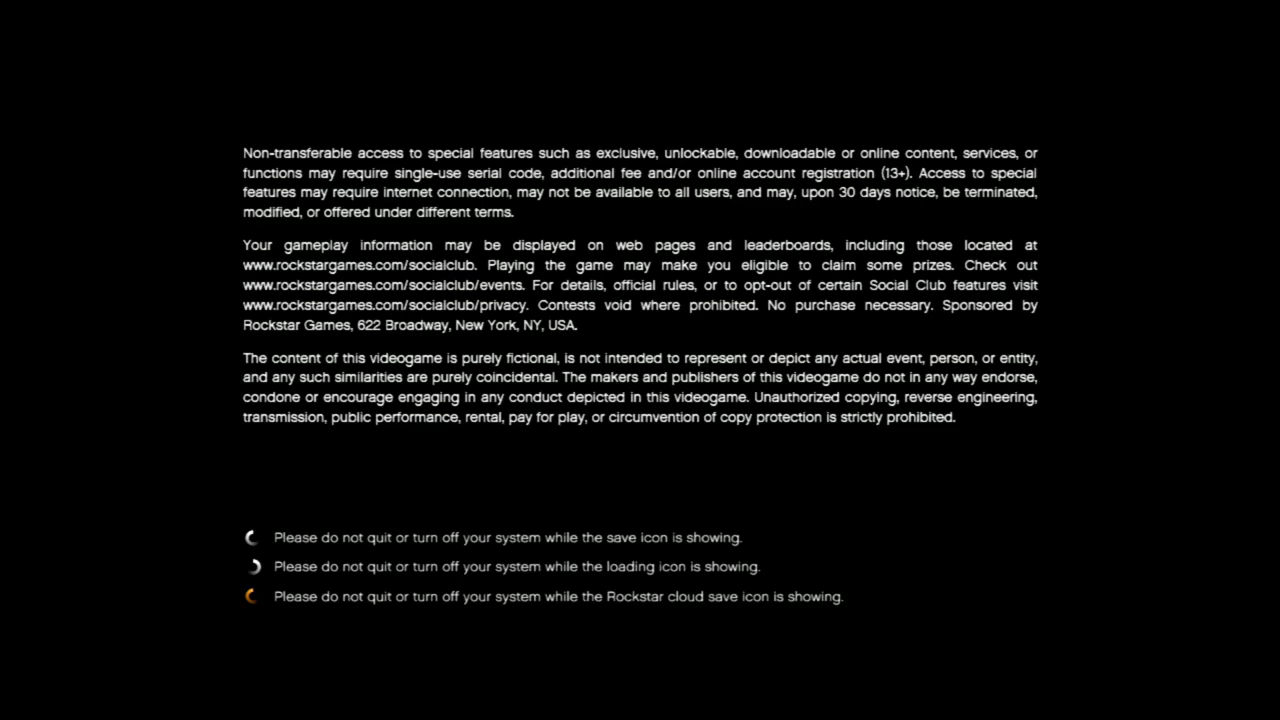 Non-transferable access to special features such as exclusive, unlockable, downloadable or online content, services, or
functions may require single-use serial code, additional fee and/or online account registration (13+). Access to special
features may require internet connection, may not be available to all users, and may, upon 30 days notice, be terminated,
modified, or offered under different terms.
Your gameplay information may be displayed on web pages and leaderboards, including those located at
www.rockstargames.com/socialclub. Playing the game may make you eligible to claim some prizes. Check out
www.rockstargames.com/socialclub/events. For details, official rules, or to opt-out of certain Social Club features visit
www.rockstargames.com/socialclub/privacy. Contests void where prohibited. No purchase necessary. Sponsored by
Rockstar Games, 622 Broadway, New York, NY, USA.
The content of this videogame is purely fictional, is not intended to represent or depict any actual event, person, or entity,
and any such similarities are purely coincidental. The makers and publishers of this videogame do not in any way endorse,
condone or encourage engaging in any conduct depicted in this videogame. Unauthorized copying, reverse engineering,
transmission, public performance, rental, pay for play, or circumvention of copy protection is strictly prohibited.
Please do not quit or turn off your system while the save icon is showing.
Please do not quit or turn off your system while the loading icon is showing.
Please do not quit or turn off your system while the Rockstar cloud save icon is showing.